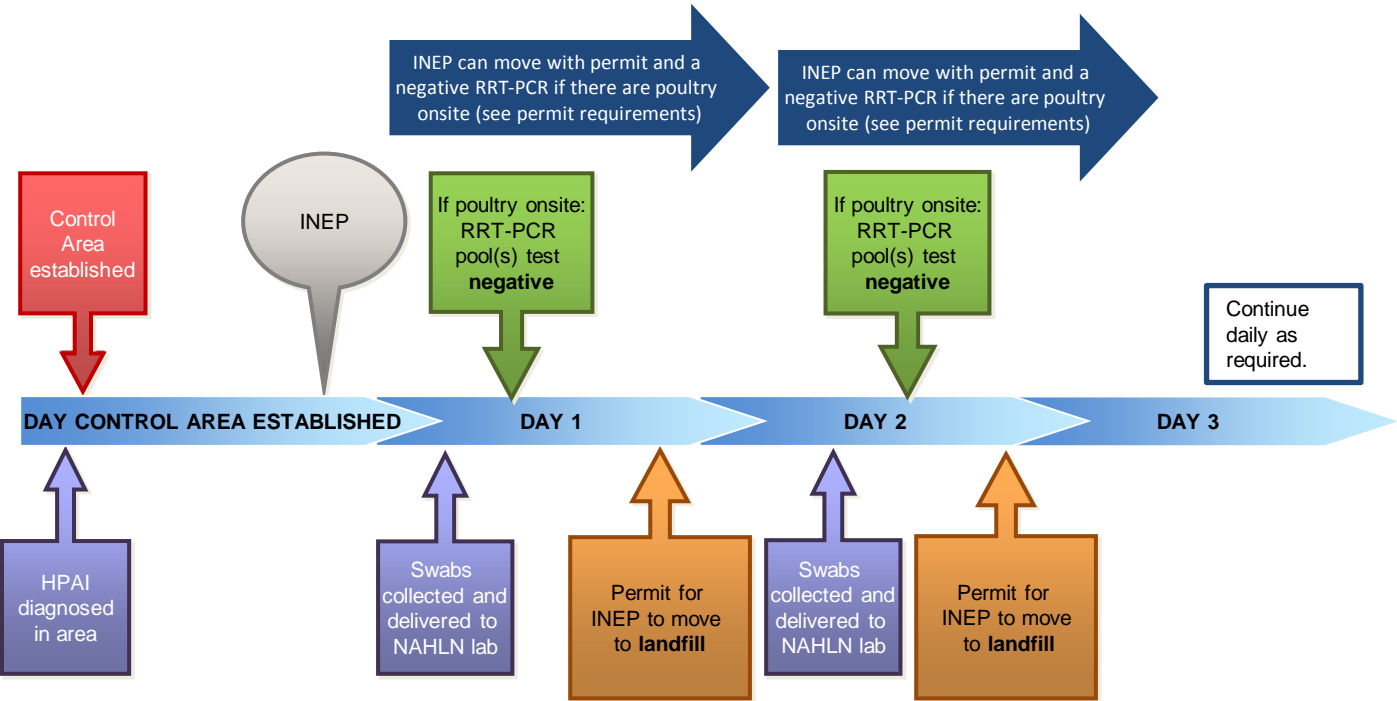 INEP can move with permit and a
negative RRT-PCR if there are poultry
onsite (see permit requirements)
INEP can move with permit and a
negative RRT-PCR if there are poultry
onsite (see permit requirements)
Control
Area
established
INEP
If poultry onsite:
RRT-PCR
pool(s) test
negative
If poultry onsite:
RRT-PCR
pool(s) test
negative
Continue
daily as
required.
DAY CONTROL AREA ESTABLISHED
DAY 1
DAY 2
DAY 3
HPAI
diagnosed
in area
Swabs
collected and
delivered to
NAHLN lab
Permit for
INEP to move
to landfill
Swabs
collected and
delivered to
NAHLN lab
Permit for
INEP to move
to landfill